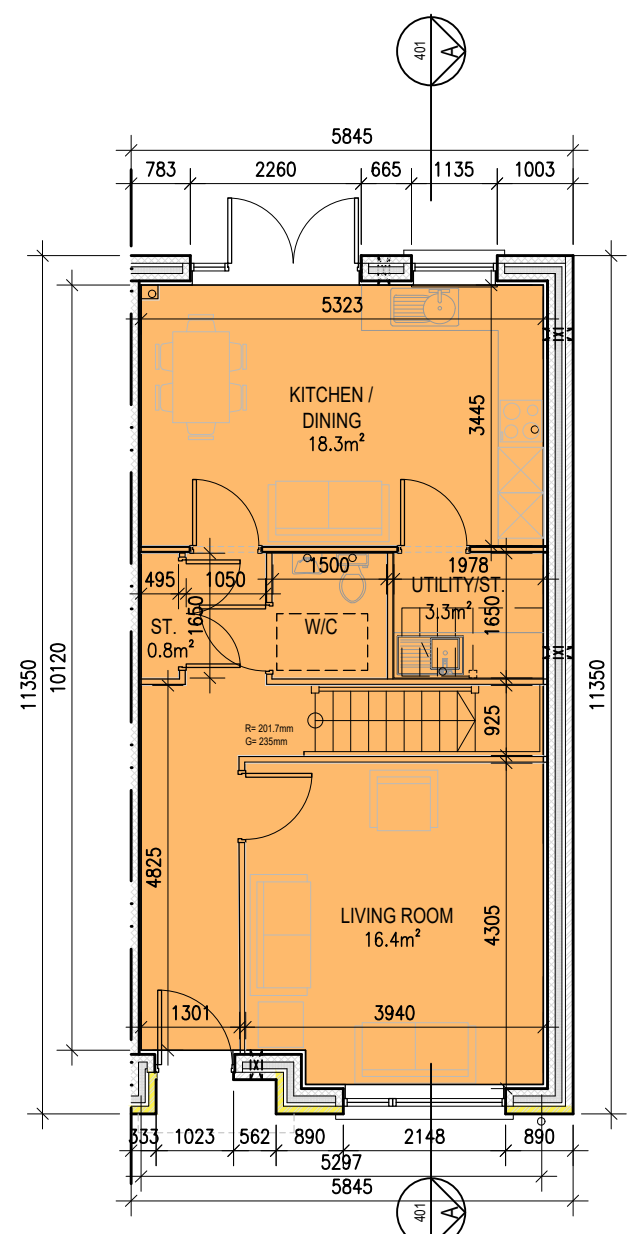 401
A
5845
783
2260
665
1135
1003
5323
KITCHEN /
DINING
18.3m²
3445
495
1050
1500
1978
UTILITY/ST.
3.3m²
1650
1650
ST.
0.8m²
W/C
11350
10120
11350
R= 201.7mm
G= 235mm
925
4825
LIVING ROOM
16.4m²
4305
1301
3940
333
1023
562
890
2148
890
5297
5845
401
A